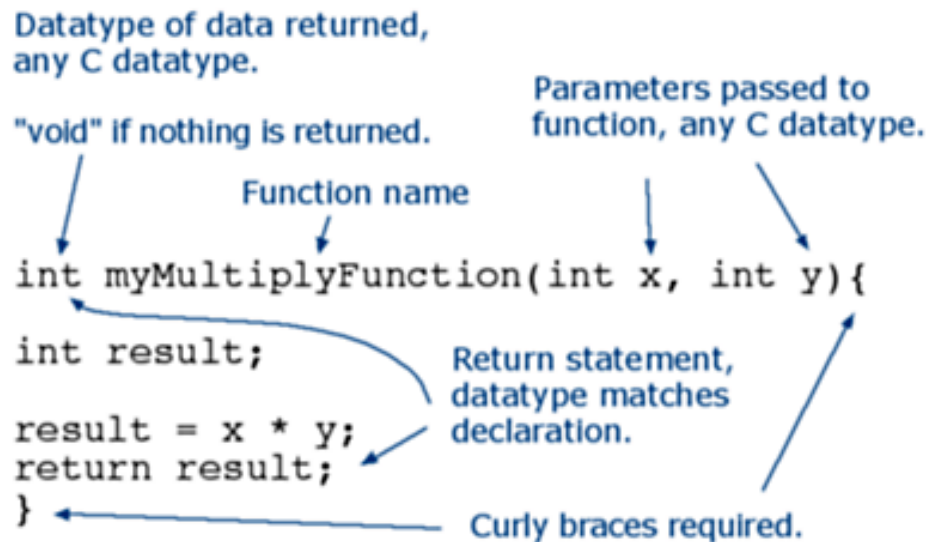 Datatype of data returned,
any C datatype.
"void" if nothing is returned.
Parameters passed to
function, any C datatype.
Function name
int myMultiplyFunction(int x, int y){
int result;
result = x * y;
return result;
}
Return statement,
datatype matches
declaration.
Curly braces required.